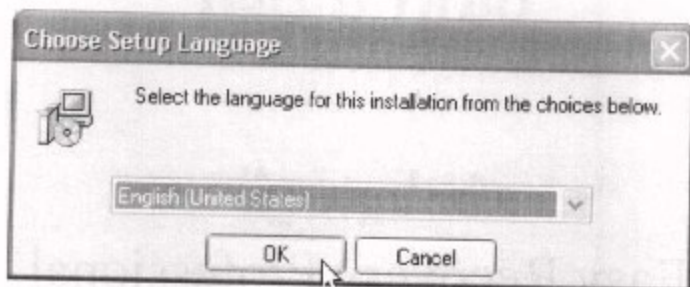 Choose Setup Language
Select the language for this installation from the choices below.
English (United States)
OK
Cancel